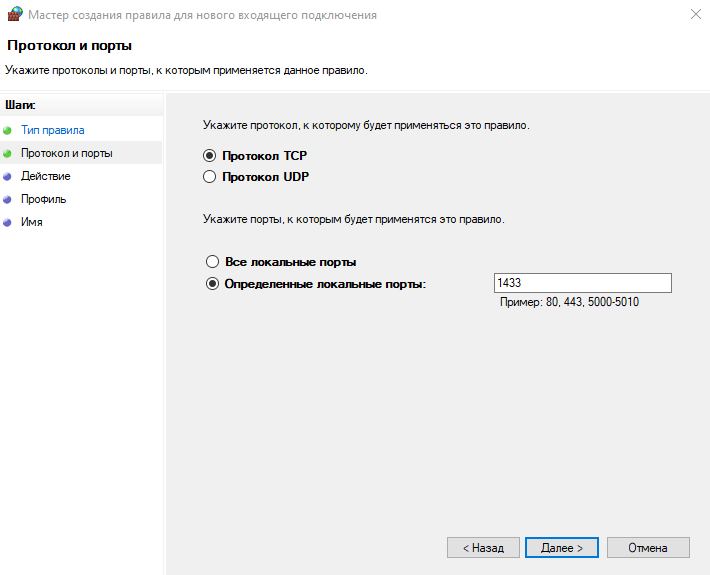 Мастер создания правила для нового входящего подключения
Протокол и порты
Укажите протоколы и порты, к которым применяется данное правило.
Шаги:
Тип правила
Протокол и порты
Действие
Профиль
Имя
Укажите протокол, к которому будет применяться это правило.
Протокол TCP
Протокол UDP
Укажите порты, к которым будет применятся это правило.
Все локальные порты
Определенные локальные порты:
1433
Пример: 80, 443, 5000-5010
< Назад
Далее >
Отмена